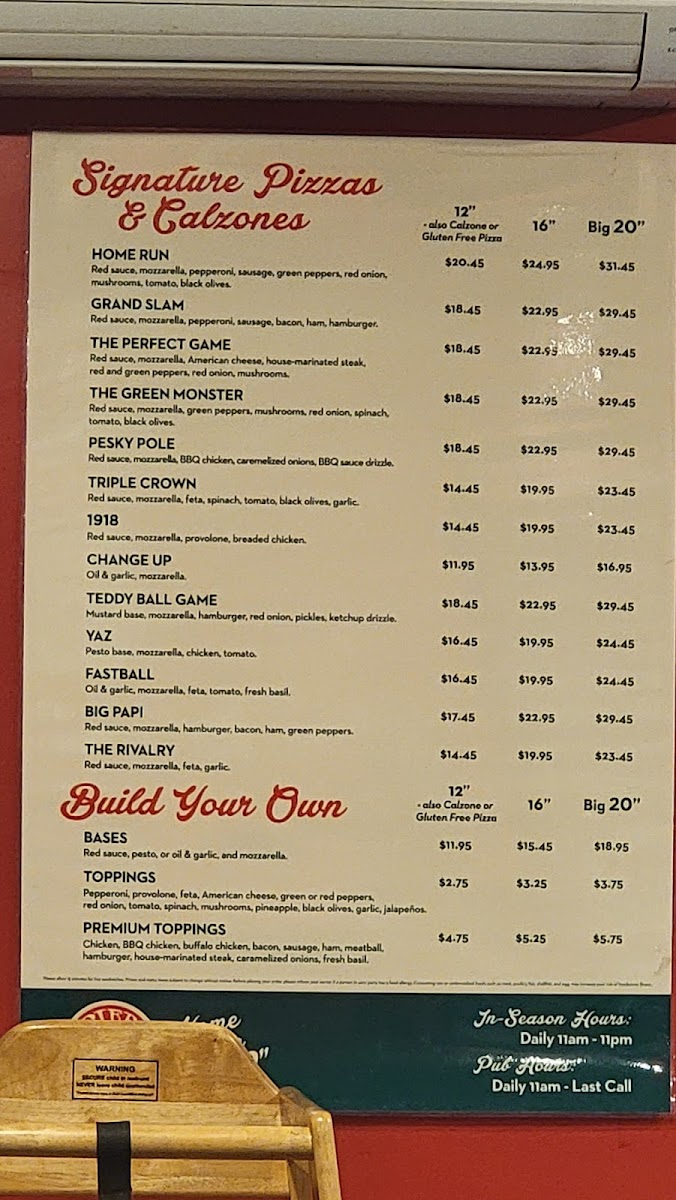 Signature Pizzas
& Calzones
12" 16" Big 20"
- also Calzone or
Gluten Free Pizza
HOME RUN $20.45 $24.95 $31.45
Red sauce, mozzarella, pepperoni, sausage, green peppers, red onion,
mushrooms, tomato, black olives.
GRAND SLAM $18.45 $22.95 $29.45
Red sauce, mozzarella, pepperoni, sausage, bacon, ham, hamburger.
THE PERFECT GAME $18.45 $22.95 $29.45
Red sauce, mozzarella, American cheese, house-marinated steak,
red and green peppers, red onion, mushrooms.
THE GREEN MONSTER $18.45 $22.95 $29.45
Red sauce, mozzarella, green peppers, mushrooms, red onion, spinach,
tomato, black olives.
PESKY POLE $18.45 $22.95 $29.45
Red sauce, mozzarella, BBQ chicken, caremelized onions, BBQ sauce drizzle.
TRIPLE CROWN $14.45 $19.95 $23.45
Red sauce, mozzarella, feta, spinach, tomato, black olives, garlic.
1918 $14.45 $19.95 $23.45
Red sauce, mozzarella, provolone, breaded chicken.
CHANGE UP $11.95 $13.95 $16.95
Oil & garlic, mozzarella.
TEDDY BALL GAME $18.45 $22.95 $29.45
Mustard base, mozzarella, hamburger, red onion, pickles, ketchup drizzle.
YAZ $16.45 $19.95 $24.45
Pesto base, mozzarella, chicken, tomato.
FASTBALL $16.45 $19.95 $24.45
Oil & garlic, mozzarella, feta, tomato, fresh basil.
BIG PAPI $17.45 $22.95 $29.45
Red sauce, mozzarella, hamburger, bacon, ham, green peppers.
THE RIVALRY $14.45 $19.95 $23.45
Red sauce, mozzarella, feta, garlic.
Build Your Own
12" 16" Big 20"
- also Calzone or
Gluten Free Pizza
BASES $11.95 $15.45 $18.95
Red sauce, pesto, or oil & garlic, and mozzarella.
TOPPINGS $2.75 $3.25 $3.75
Pepperoni, provolone, feta, American cheese, green or red peppers,
red onion, tomato, spinach, mushrooms, pineapple, black olives, garlic, jalapeños.
PREMIUM TOPPINGS $4.75 $5.25 $5.75
Chicken, BBQ chicken, buffalo chicken, bacon, sausage, ham, meatball,
hamburger, house-marinated steak, caramelized onions, fresh basil.
In-Season Hours:
Daily 11am - 11pm
Pub Hours:
Daily 11am - Last Call
WARNING
SECURE child in restraint
NEVER leave child unattended